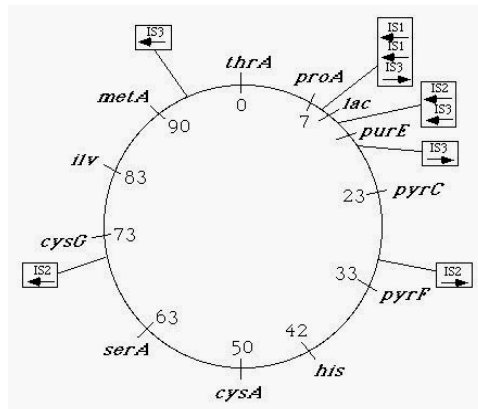 IS3
IS1
IS1
IS3
thrA
proA
0
7
lac
IS2
IS3
purE
IS3
metA
90
ilv
83
23
pyrC
cysG
73
IS2
IS2
33
pyrF
63
serA
42
his
50
cysA